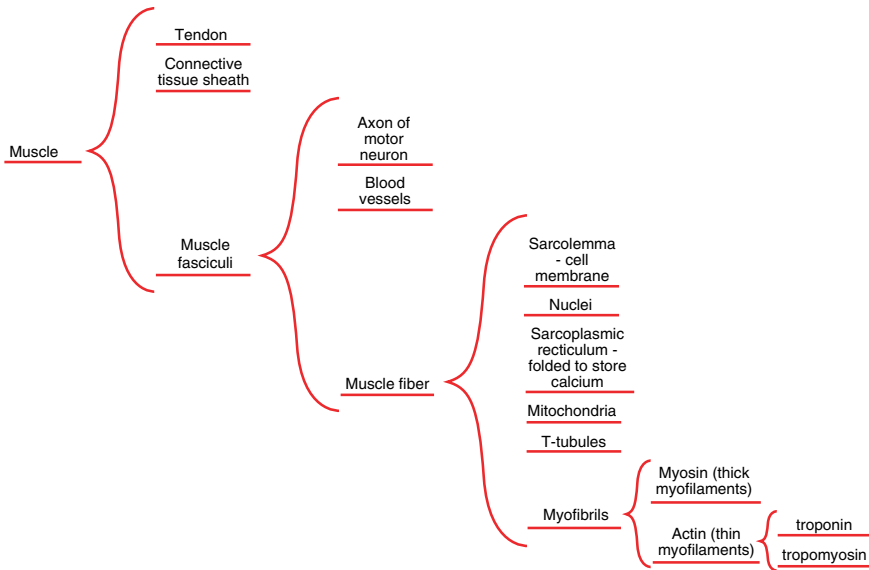 Tendon
Connective
tissue sheath
Muscle
Muscle
fasciculi
Axon of
motor
neuron
Blood
vessels
Muscle fiber
Sarcolemma
- cell
membrane
Nuclei
Sarcoplasmic
recticulum -
folded to store
calcium
Mitochondria
T-tubules
Myofibrils
Myosin (thick
myofilaments)
Actin (thin
myofilaments)
troponin
tropomyosin